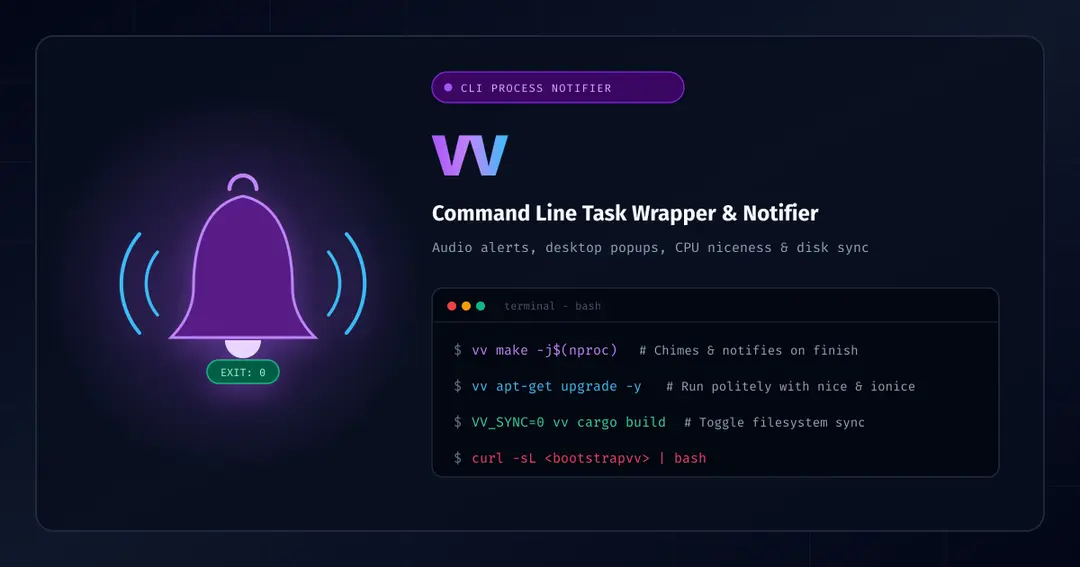 CLI PROCESS NOTIFIER
vv
Command Line Task Wrapper & Notifier
Audio alerts, desktop popups, CPU niceness & disk sync
terminal - bash
$ vv make -j$(nproc) # Chimes & notifies on finish
$ vv apt-get upgrade -y # Run politely with nice & ionice
$ VV_SYNC=0 vv cargo build # Toggle filesystem sync
$ curl -sL <bootstrapvv> | bash
EXIT: 0